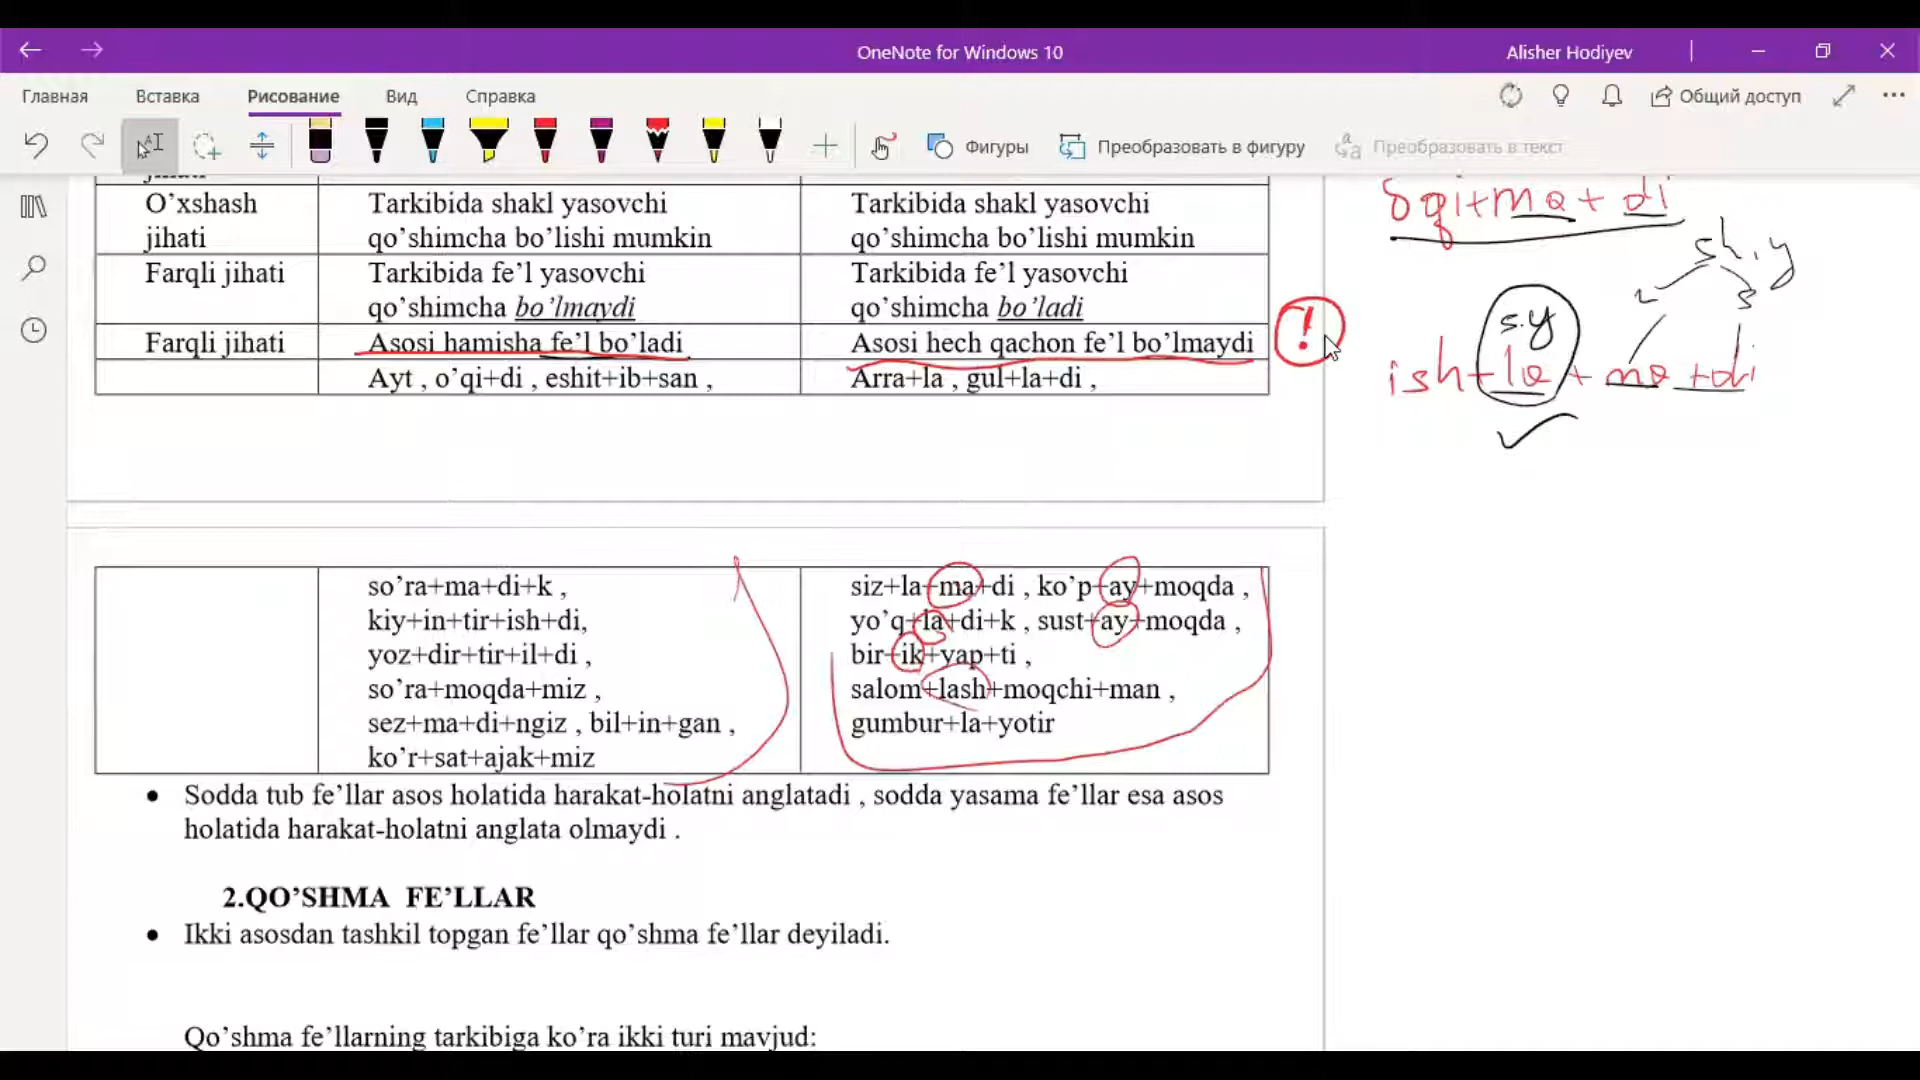 OneNote for Windows 10
Alisher Hodiyev
Главная Вставка Рисование Вид Справка
Общий доступ
Фигуры Преобразовать в фигуру Преобразовать в текст
jihati
O’xshash jihati
Tarkibida shakl yasovchi
qo’shimcha bo’lishi mumkin
Tarkibida shakl yasovchi
qo’shimcha bo’lishi mumkin
Farqli jihati
Tarkibida fe’l yasovchi
qo’shimcha bo’lmaydi
Tarkibida fe’l yasovchi
qo’shimcha bo’ladi
Farqli jihati
Asosi hamisha fe’l bo’ladi
Asosi hech qachon fe’l bo’lmaydi
!
Ayt , o’qi+di , eshit+ib+san ,
Arra+la , gul+la+di ,
so’ra+ma+di+k ,
kiy+in+tir+ish+di,
yoz+dir+tir+il+di ,
so’ra+moqda+miz ,
sez+ma+di+ngiz , bil+in+gan ,
ko’r+sat+ajak+miz
siz+la+ma+di , ko’p+ay+moqda ,
yo’q+la+di+k , sust+ay+moqda ,
bir+ik+yap+ti ,
salom+lash+moqchi+man ,
gumbur+la+yotir
• Sodda tub fe’llar asos holatida harakat-holatni anglatadi , sodda yasama fe’llar esa asos
holatida harakat-holatni anglata olmaydi .
2.QO’SHMA FE’LLAR
• Ikki asosdan tashkil topgan fe’llar qo’shma fe’llar deyiladi.
Qo’shma fe’llarning tarkibiga ko’ra ikki turi mavjud:
õqi+ma+di
sh.y
s.y
ish+la+ma+di